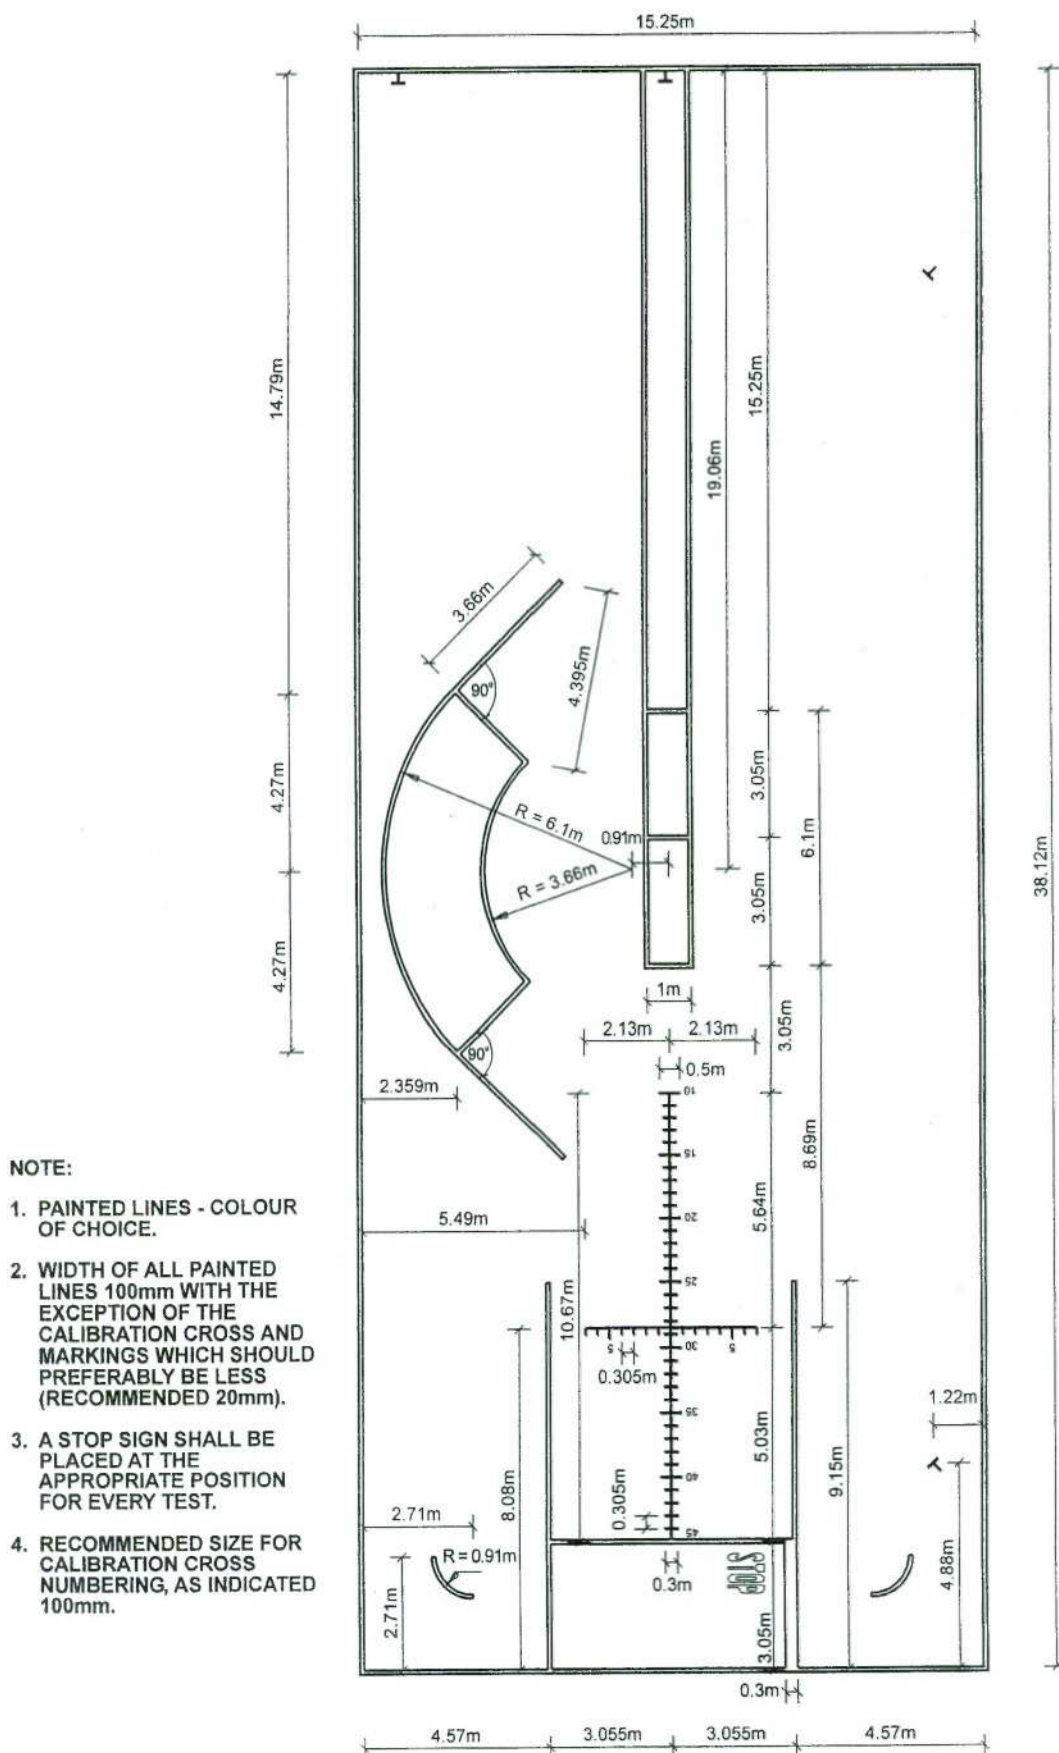 15.25m
14.79m
15.25m
19.06m
3.66m
90°
4.395m
3.05m
6.1m
38.12m
4.27m
R = 6.1m
0.91m
R = 3.66m
3.05m
4.27m
1m
2.13m
2.13m
3.05m
90°
0.5m
2.359m
10
8.69m
15
5.64m
5.49m
20
25
10.67m
5
30
5
0.305m
1.22m
35
5.03m
9.15m
8.08m
40
0.305m
2.71m
45
R = 0.91m
STOP
0.3m
4.88m
2.71m
3.05m
0.3m
4.57m
3.055m
3.055m
4.57m
NOTE:
1. PAINTED LINES - COLOUR
OF CHOICE.
2. WIDTH OF ALL PAINTED
LINES 100mm WITH THE
EXCEPTION OF THE
CALIBRATION CROSS AND
MARKINGS WHICH SHOULD
PREFERABLY BE LESS
(RECOMMENDED 20mm).
3. A STOP SIGN SHALL BE
PLACED AT THE
APPROPRIATE POSITION
FOR EVERY TEST.
4. RECOMMENDED SIZE FOR
CALIBRATION CROSS
NUMBERING, AS INDICATED
100mm.